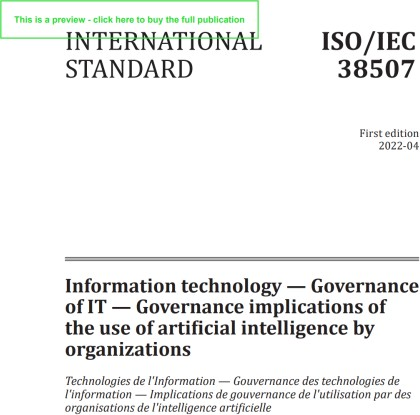 This is a preview - click here to buy the full publication
INTERNATIONAL STANDARD
ISO/IEC 38507
First edition
2022-04
Information technology — Governance
of IT — Governance implications of
the use of artificial intelligence by
organizations
Technologies de l'Information — Gouvernance des technologies de
l'information — Implications de gouvernance de l'utilisation par des
organisations de l'intelligence artificielle